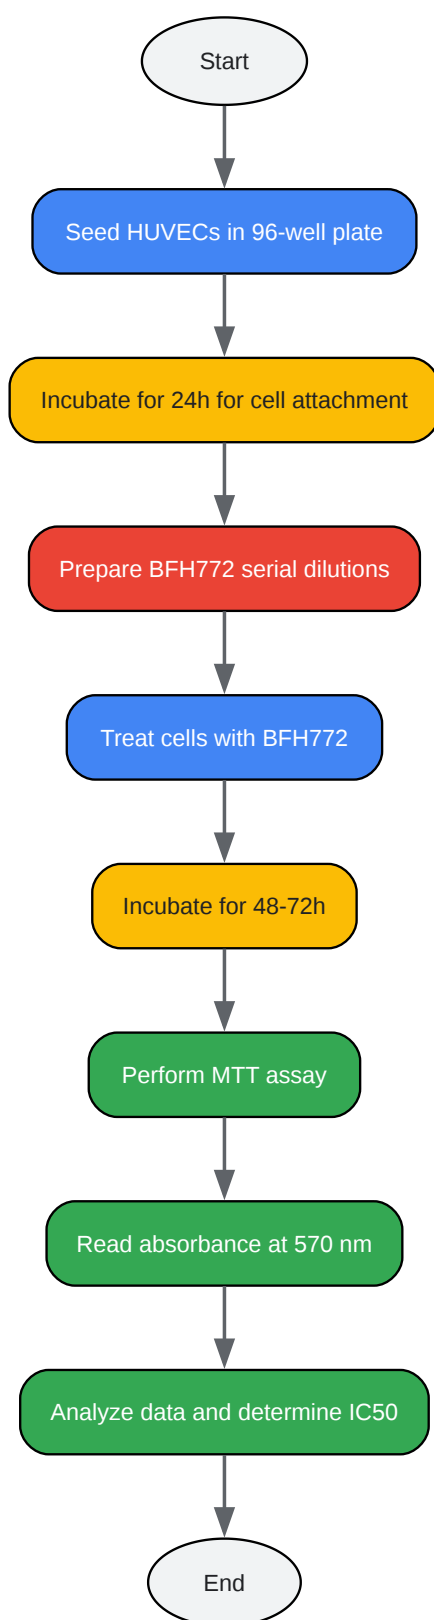 Start
Seed HUVECs in 96-well plate
Incubate for 24h for cell attachment
Prepare BFH772 serial dilutions
Treat cells with BFH772
Incubate for 48-72h
Perform MTT assay
Read absorbance at 570 nm
Analyze data and determine IC50
End